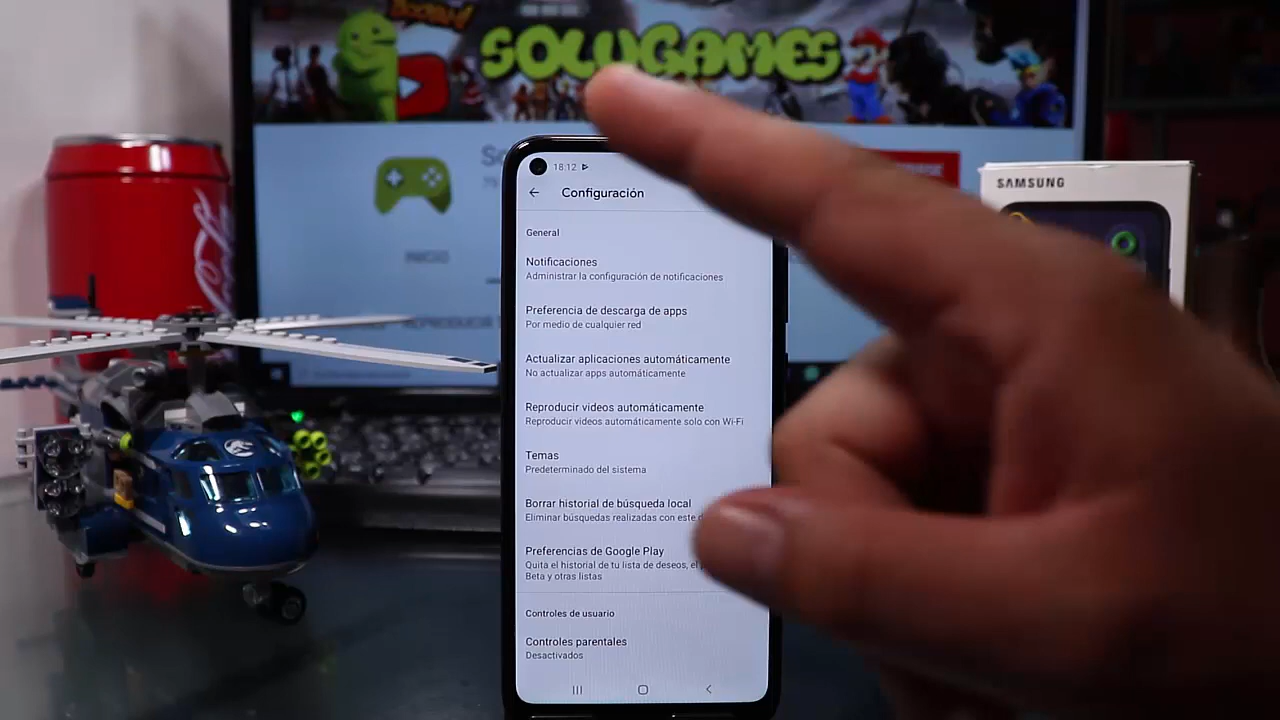 SOLUGAMES
SAMSUNG
18:12
Configuración
General
INICIO
Notificaciones
Administrar la configuración de notificaciones
Preferencia de descarga de apps
Por medio de cualquier red
Actualizar aplicaciones automáticamente
No actualizar apps automáticamente
Reproducir videos automáticamente
Reproducir videos automáticamente solo con Wi-Fi
Temas
Predeterminado del sistema
Borrar historial de búsqueda local
Eliminar búsquedas realizadas con este
Preferencias de Google Play
Quita el historial de tu lista de deseos, el
Beta y otras listas
Controles de usuario
Controles parentales
Desactivados